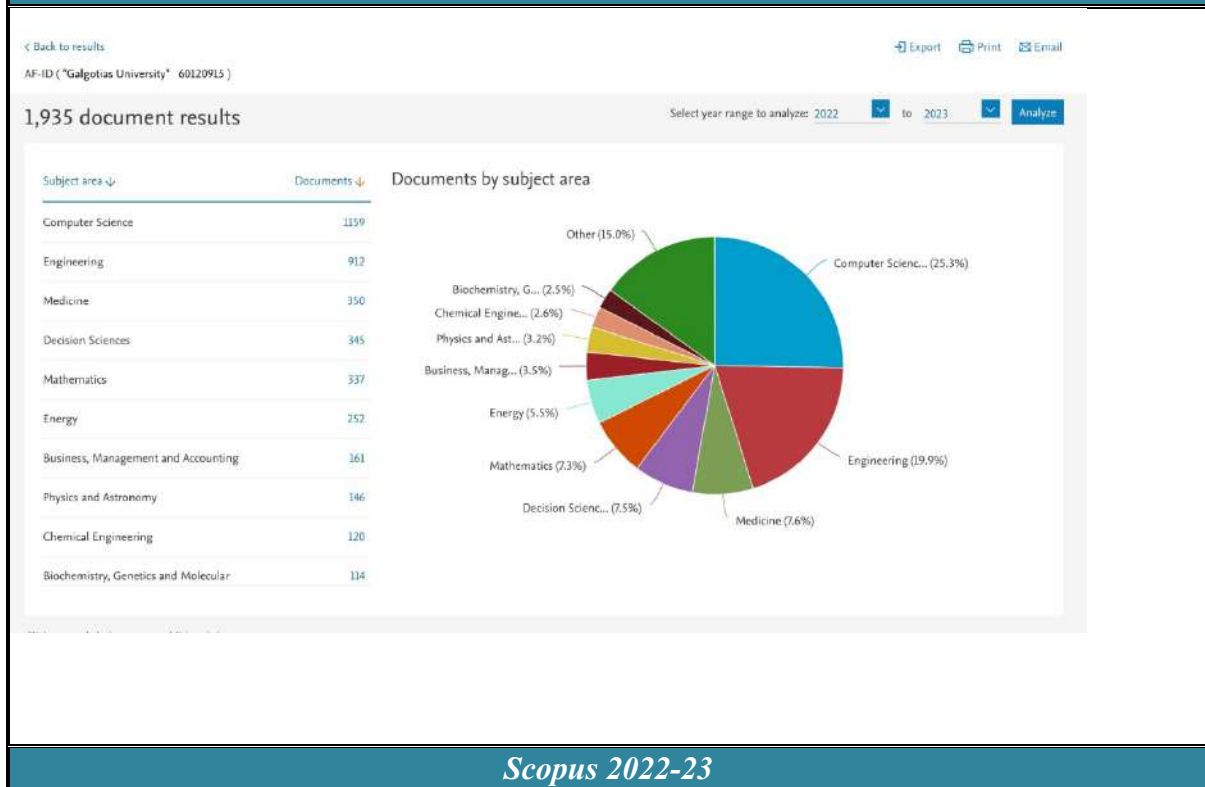 Back to results
Export Print Email
AF-ID ( "Galgotias University" 60120915 )
1,935 document results
Select year range to analyze: 2022 to 2023 Analyze
Subject area Documents
Computer Science 1159
Engineering 912
Medicine 350
Decision Sciences 345
Mathematics 337
Energy 252
Business, Management and Accounting 161
Physics and Astronomy 146
Chemical Engineering 120
Biochemistry, Genetics and Molecular 114
Documents by subject area
Other (15.0%)
Biochemistry, G... (2.5%)
Chemical Engine... (2.6%)
Physics and Ast... (3.2%)
Business, Manag... (3.5%)
Energy (5.5%)
Mathematics (7.3%)
Decision Scienc... (7.5%)
Computer Scienc... (25.3%)
Engineering (19.9%)
Medicine (7.6%)
Scopus 2022-23